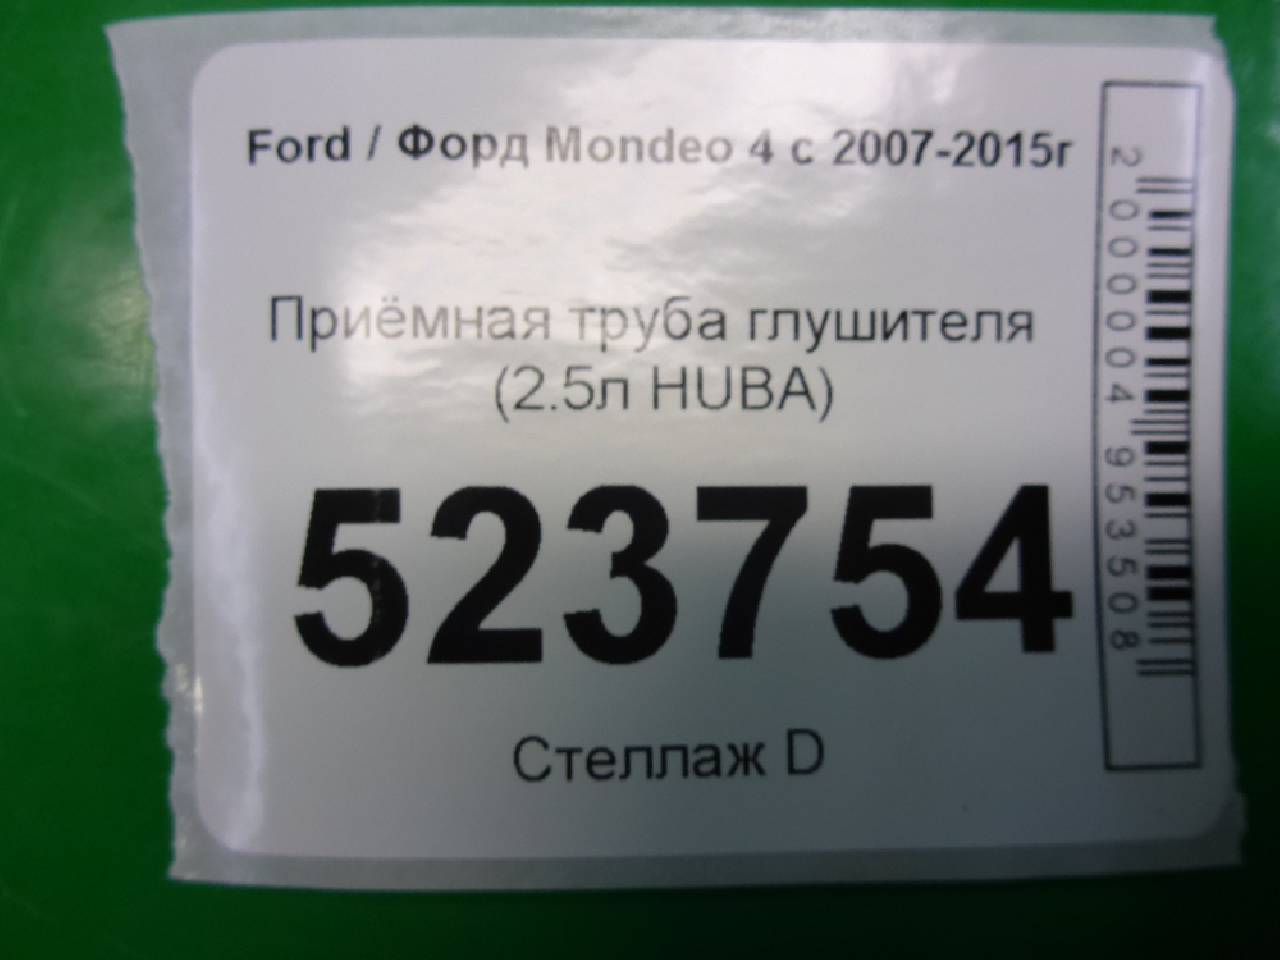 Ford / Форд Mondeo 4 с 2007-2015г
Приёмная труба глушителя
(2.5л HUBA)
523754
Стеллаж D
2000004953508